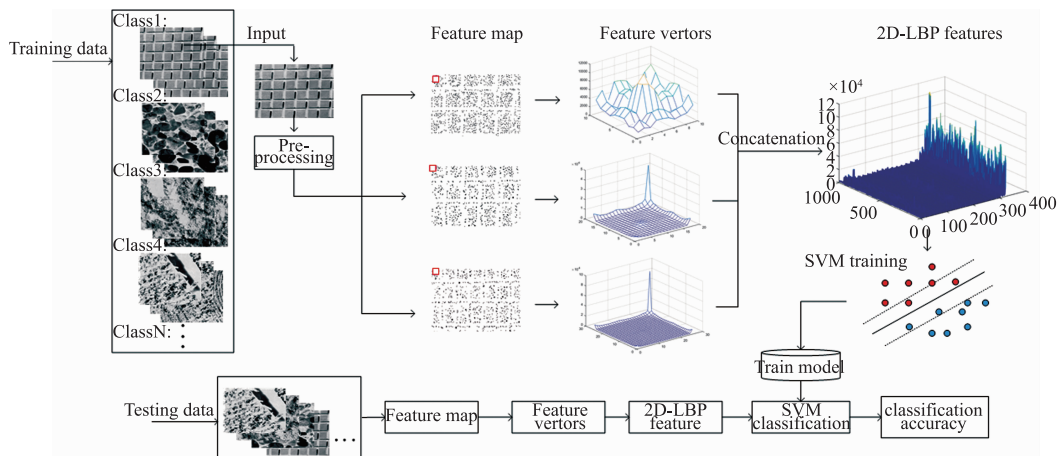 Training data
Class1:
Class2:
Class3:
Class4:
ClassN:
Input
Pre-.
processing
Feature map
Feature vertors
2D-LBP features
Concatenation
×10⁴
12
10
8
6
4
2
0
1000
500
0
0
100
200
300
400
SVM training
Train model
Testing data
Feature map
Feature
vertors
2D-LBP
feature
SVM
classification
classification
accuracy